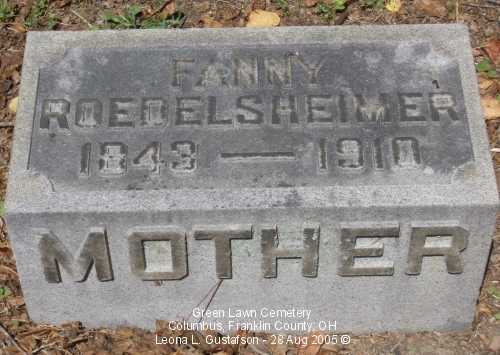 FANNY
ROEDELSHEIMER
1843 — 1910
MOTHER
Green Lawn Cemetery
Columbus, Franklin County, OH
Leona L. Gustafson - 28 Aug 2005 ©